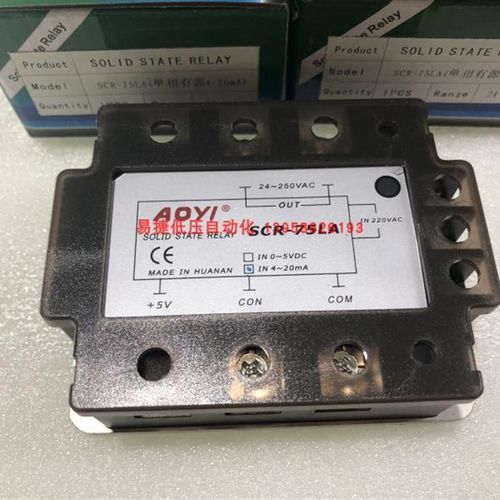 Solid State Relay
Product SOLID STATE RELAY
Model SCR-75LA(单相有源4-20mA)
Quantity
Product SOLID STATE R
Model SCR-75LA(单相有源
Quantity 1PCS Range 24
24~250VAC
OUT
AOYI®
IN 220VAC
易捷低压自动化
SOLID STATE RELAY SCR-75LA
CE
IN 0~5VDC
IN 4~20mA
MADE IN HUANAN
+5V CON COM